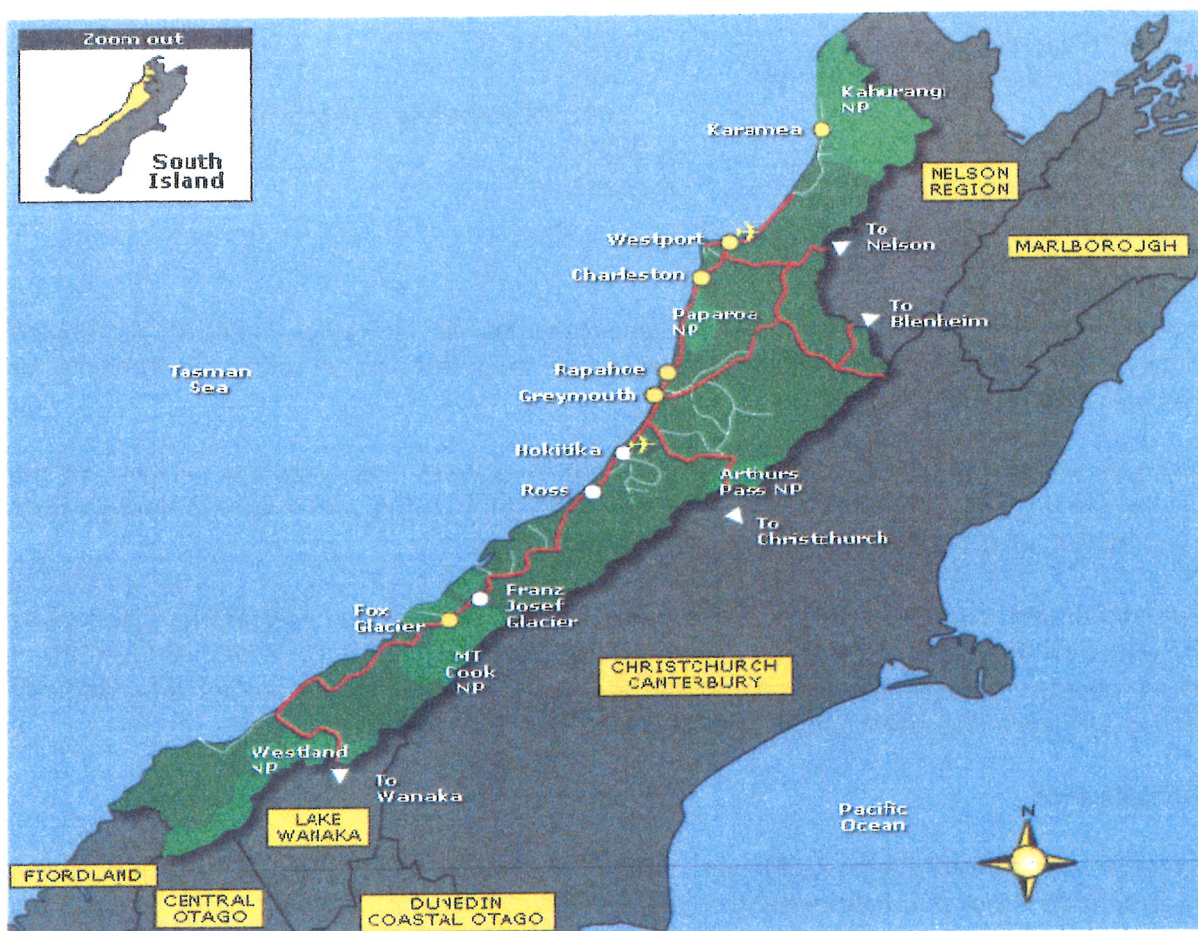 Zoom out
South
Island
Kahurangi
NP
Karamea
NELSON
REGION
To
Nelson
MARLBOROUGH
Westport
Charleston
To
Blenheim
Paparoa
NP
Tasman
Sea
Rapahoe
Greymouth
Hokitika
Arthurs
Pass NP
Ross
To
Christchurch
Franz
Josef
Glacier
Fox
Glacier
MT
Cook
NP
CHRISTCHURCH
CANTERBURY
Westland
NP
To
Wanaka
Pacific
Ocean
N
LAKE
WANAKA
FIORDLAND
CENTRAL
OTAGO
DUNEDIN
COASTAL OTAGO